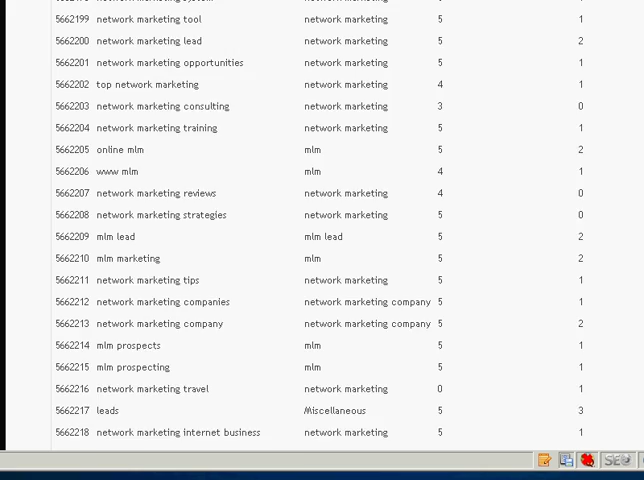 5662199 network marketing tool network marketing 5 1
5662200 network marketing lead network marketing 5 2
5662201 network marketing opportunities network marketing 5 1
5662202 top network marketing network marketing 4 1
5662203 network marketing consulting network marketing 3 0
5662204 network marketing training network marketing 5 1
5662205 online mlm mlm 5 2
5662206 www mlm mlm 4 1
5662207 network marketing reviews network marketing 4 0
5662208 network marketing strategies network marketing 5 0
5662209 mlm lead mlm lead 5 2
5662210 mlm marketing mlm 5 2
5662211 network marketing tips network marketing 5 1
5662212 network marketing companies network marketing company 5 1
5662213 network marketing company network marketing company 5 2
5662214 mlm prospects mlm 5 1
5662215 mlm prospecting mlm 5 1
5662216 network marketing travel network marketing 0 1
5662217 leads Miscellaneous 5 3
5662218 network marketing internet business network marketing 5 1